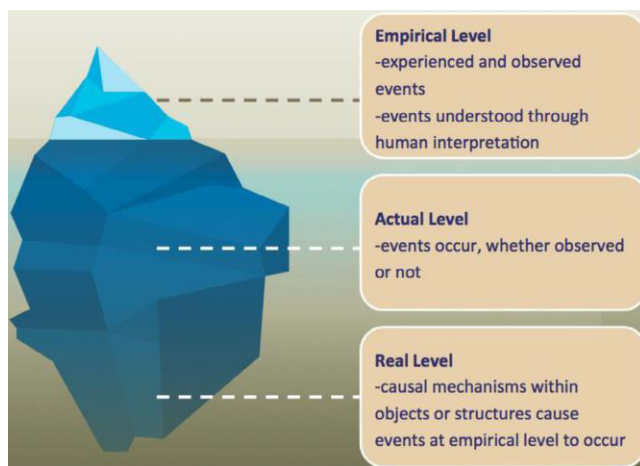 Empirical Level
-experienced and observed
events
-events understood through
human interpretation
Actual Level
-events occur, whether observed
or not
Real Level
-causal mechanisms within
objects or structures cause
events at empirical level to occur